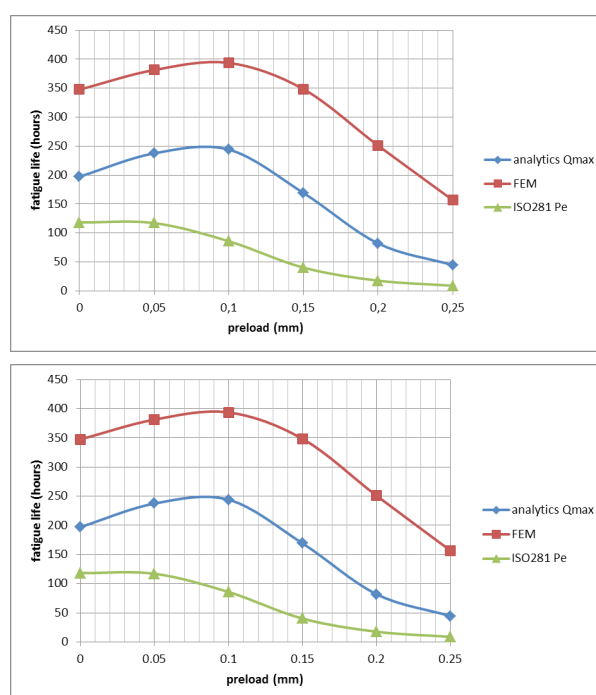 450
400
350
300
250
200
150
100
50
0
fatigue life (hours)
0 0,05 0,1 0,15 0,2 0,25
preload (mm)
analytics Qmax
FEM
ISO281 Pe
450
400
350
300
250
200
150
100
50
0
fatigue life (hours)
0 0.05 0.1 0.15 0.2 0.25
preload (mm)
analytics Qmax
FEM
ISO281 Pe